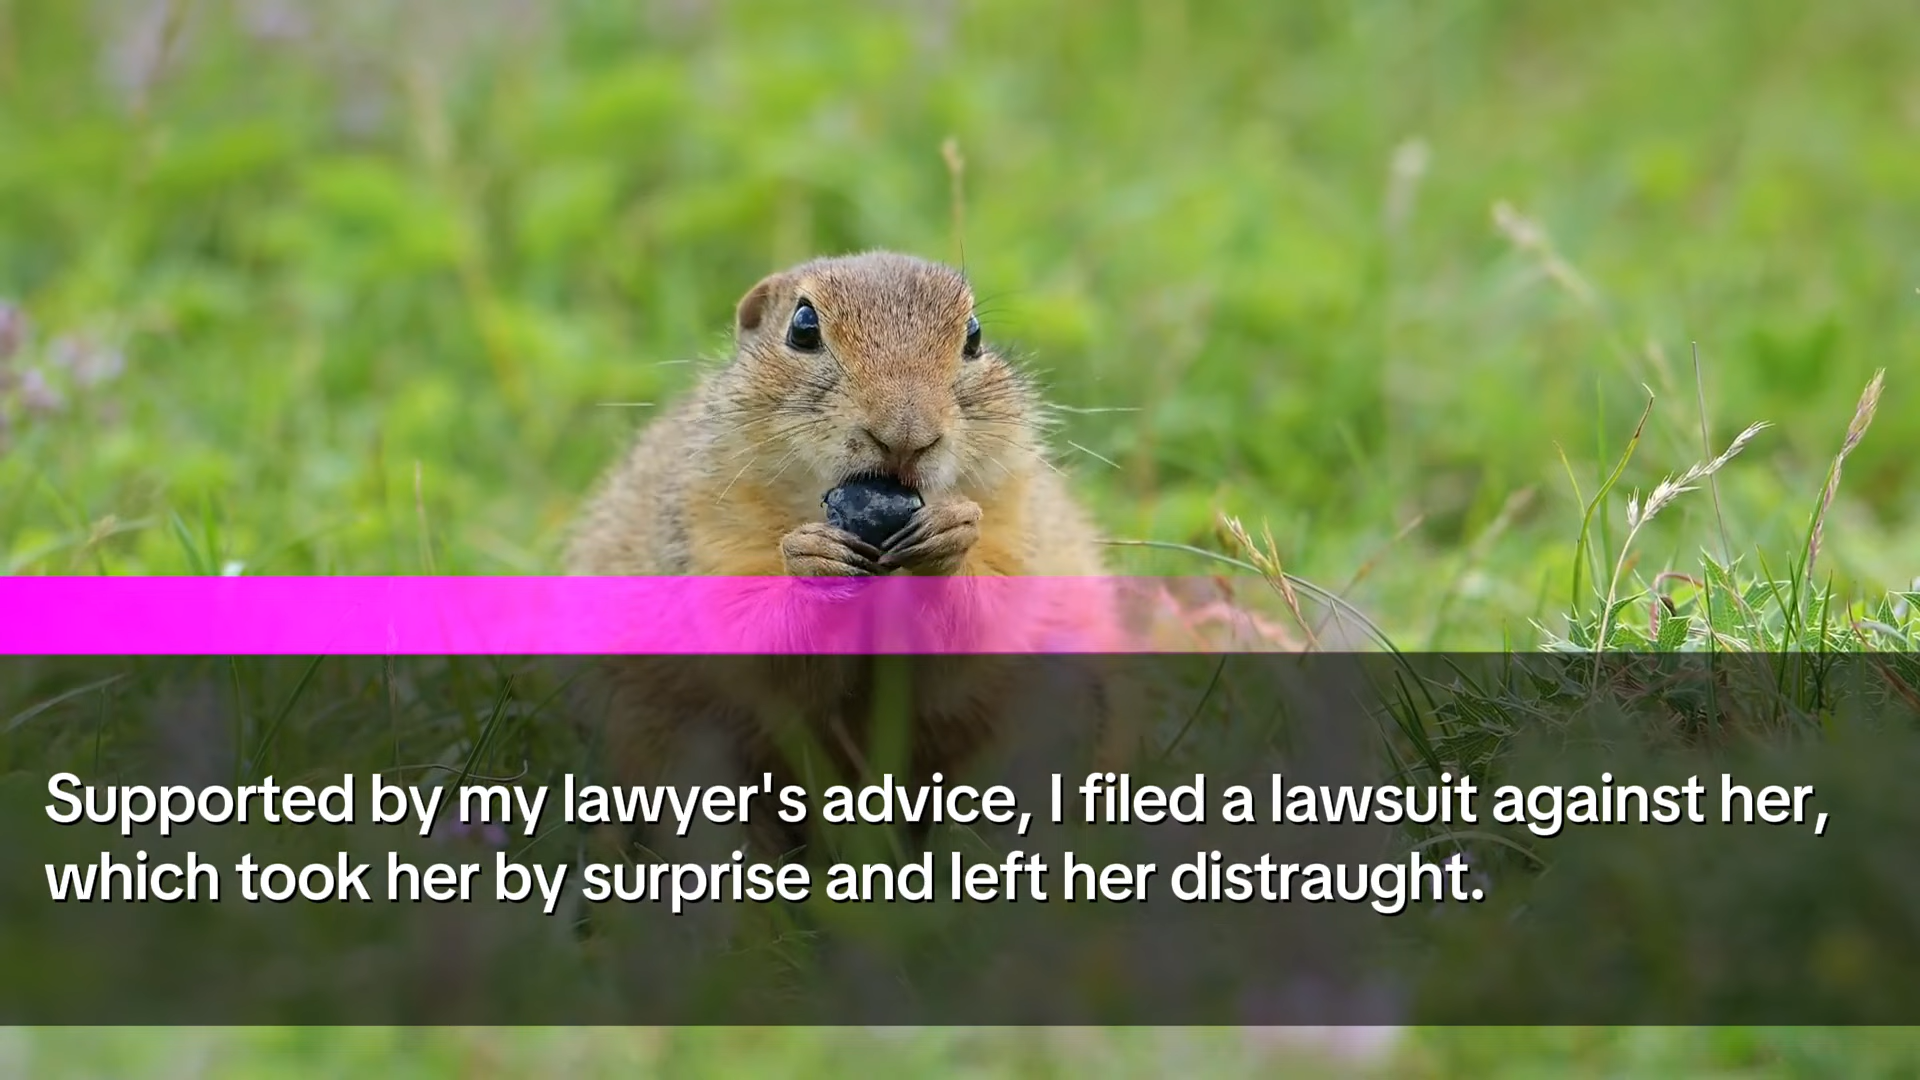 Supported by my lawyer's advice, I filed a lawsuit against her,
which took her by surprise and left her distraught.